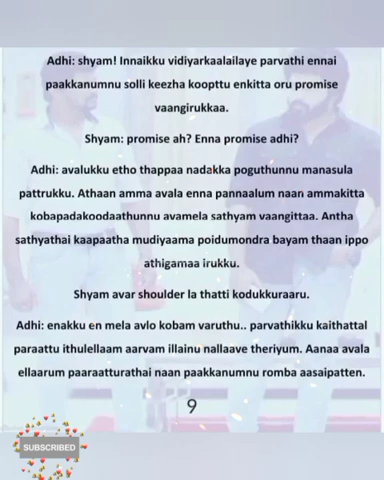 Adhi: shyam! Innaikku vidiyarkaalailaye parvathi ennai
paakkanumnu solli keezha kooptu enkitta oru promise
vaangirukkaa.
Shyam: promise ah? Enna promise adhi?
Adhi: avalukku etho thappaa nadakka poguthunnu manasula
pattrukku. Athaan amma avala enna pannaalum naan ammakitta
kobapadakoodaathunnu avamela sathyam vaangittaa. Antha
sathyathai kaapaatha mudiyaama poidumondra bayam thaan ippo
athigamaa irukku.
Shyam avar shoulder la thatti kodukkuraaru.
Adhi: enakku en mela avlo kobam varuthu.. parvathikku kaithattal
paraattu ithulellaam aarvam illainu nallaave theriyum. Aanaa avala
ellaarum paaraatturathai naan paakkanumnu romba aasaipatten.
9
SUBSCRIBED